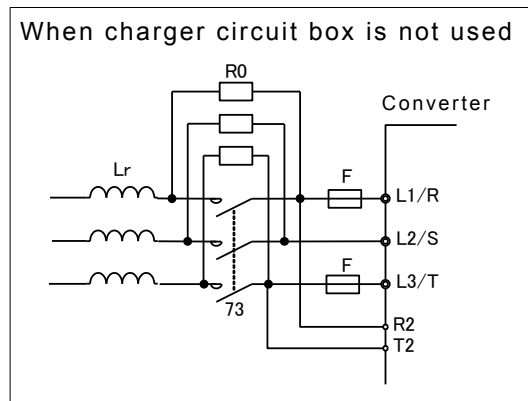 When charger circuit box is not used
R0
Converter
Lr
F
L1/R
L2/S
F
L3/T
73
R2
T2